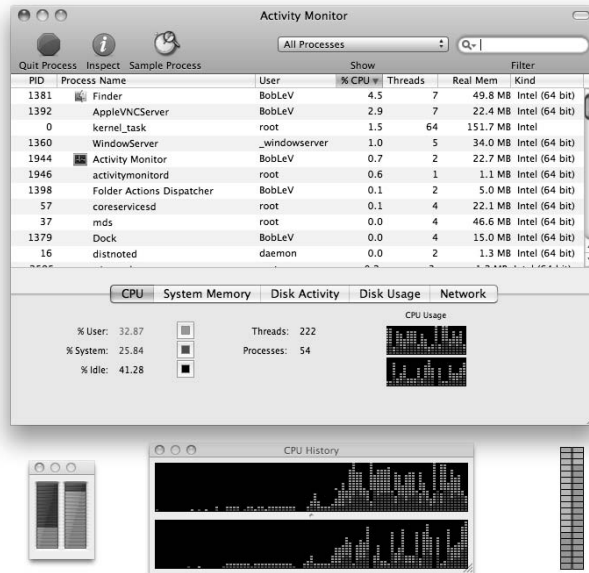 Activity Monitor
All Processes
Quit Process Inspect Sample Process Show Filter
PID Process Name User % CPU Threads Real Mem Kind
1381 Finder BobLeV 4.5 7 49.8 MB Intel (64 bit)
1392 AppleVNCServer BobLeV 2.9 7 22.4 MB Intel (64 bit)
0 kernel_task root 1.5 64 151.7 MB Intel
1360 WindowServer _windowserver 1.0 5 34.0 MB Intel (64 bit)
1944 Activity Monitor BobLeV 0.7 2 22.7 MB Intel (64 bit)
1946 activitymonitord root 0.6 1 1.1 MB Intel (64 bit)
1398 Folder Actions Dispatcher BobLeV 0.1 2 5.0 MB Intel (64 bit)
57 coreservicesd root 0.1 4 22.1 MB Intel (64 bit)
37 mds root 0.0 4 46.6 MB Intel (64 bit)
1379 Dock BobLeV 0.0 4 15.0 MB Intel (64 bit)
16 distnoted daemon 0.0 2 1.3 MB Intel (64 bit)
CPU System Memory Disk Activity Disk Usage Network
CPU Usage
% User: 32.87 Threads: 222
% System: 25.84 Processes: 54
% Idle: 41.28
CPU History